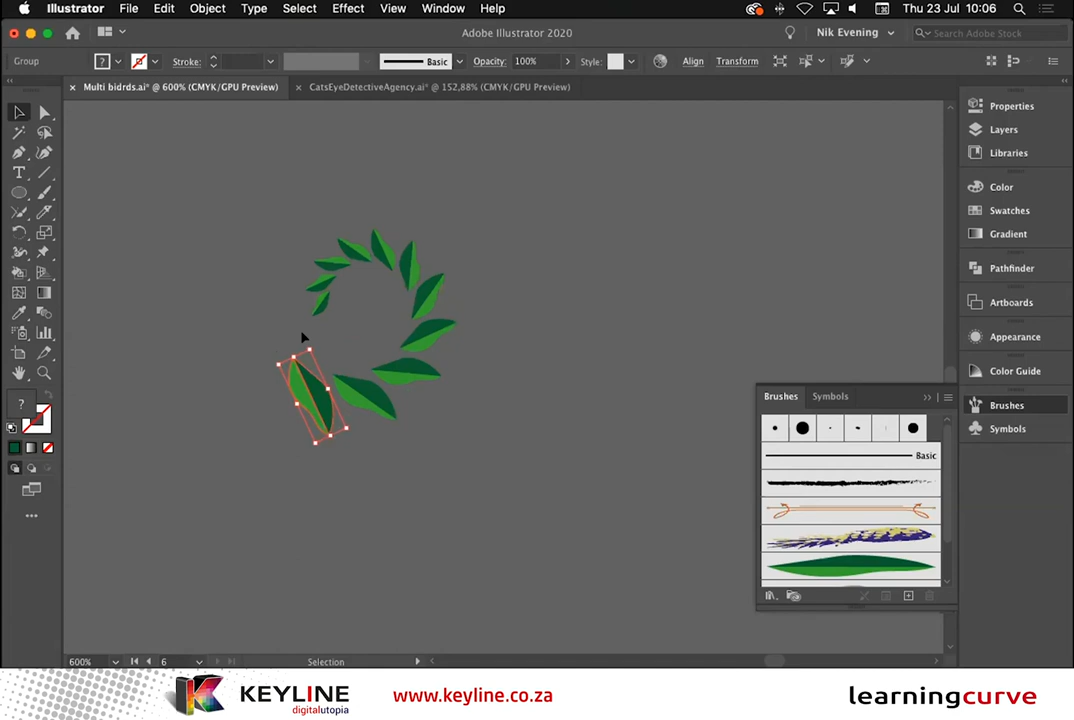 Illustrator File Edit Object Type Select Effect View Window Help Thu 23 Jul 10:06
Adobe Illustrator 2020 Nik Evening Search Adobe Stock
Group ? Stroke: Basic Opacity: 100% Style: Align Transform
Multi bidrds.ai* @ 600% (CMYK/GPU Preview) CatsEyeDetectiveAgency.ai* @ 152,88% (CMYK/GPU Preview)
Properties
Layers
Libraries
Color
Swatches
Gradient
Pathfinder
Artboards
Appearance
Color Guide
Brushes
Symbols
Brushes Symbols
Basic
?
600% 6 Selection
KEYLINE
digitalutopia
www.keyline.co.za
learningcurve